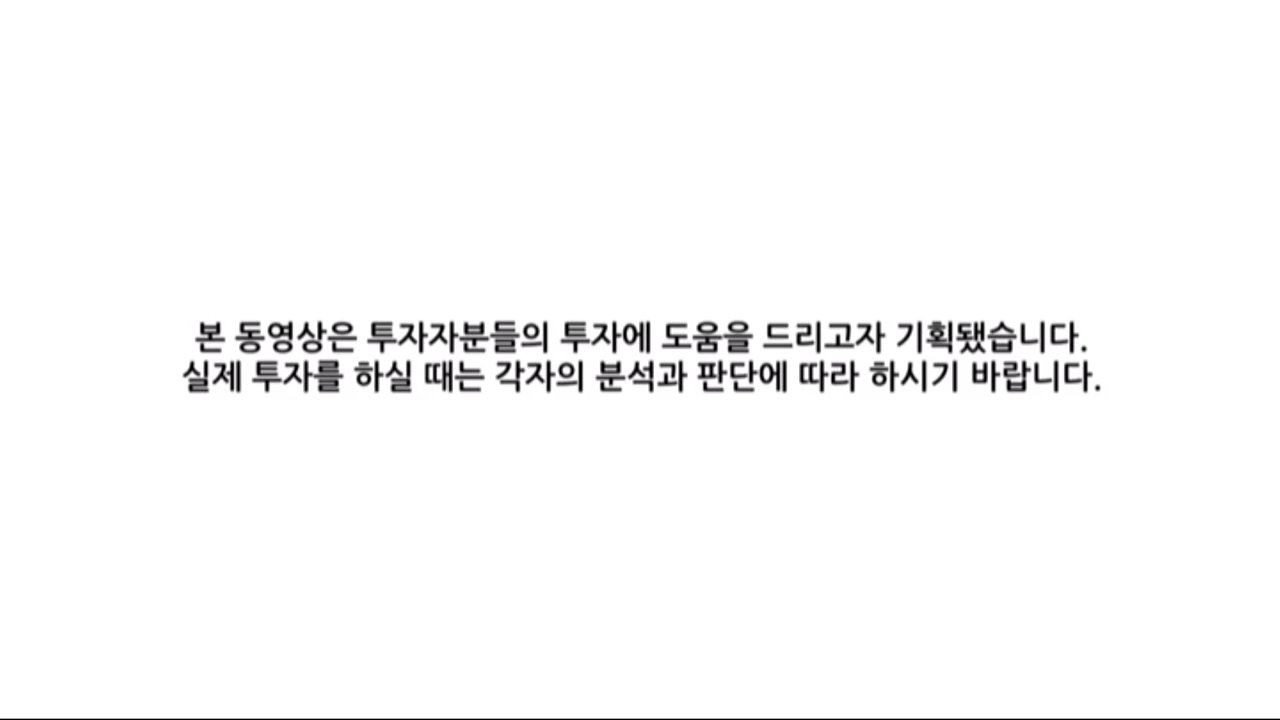 본 동영상은 투자자분들의 투자에 도움을 드리고자 기획됐습니다.
실제 투자를 하실 때는 각자의 분석과 판단에 따라 하시기 바랍니다.